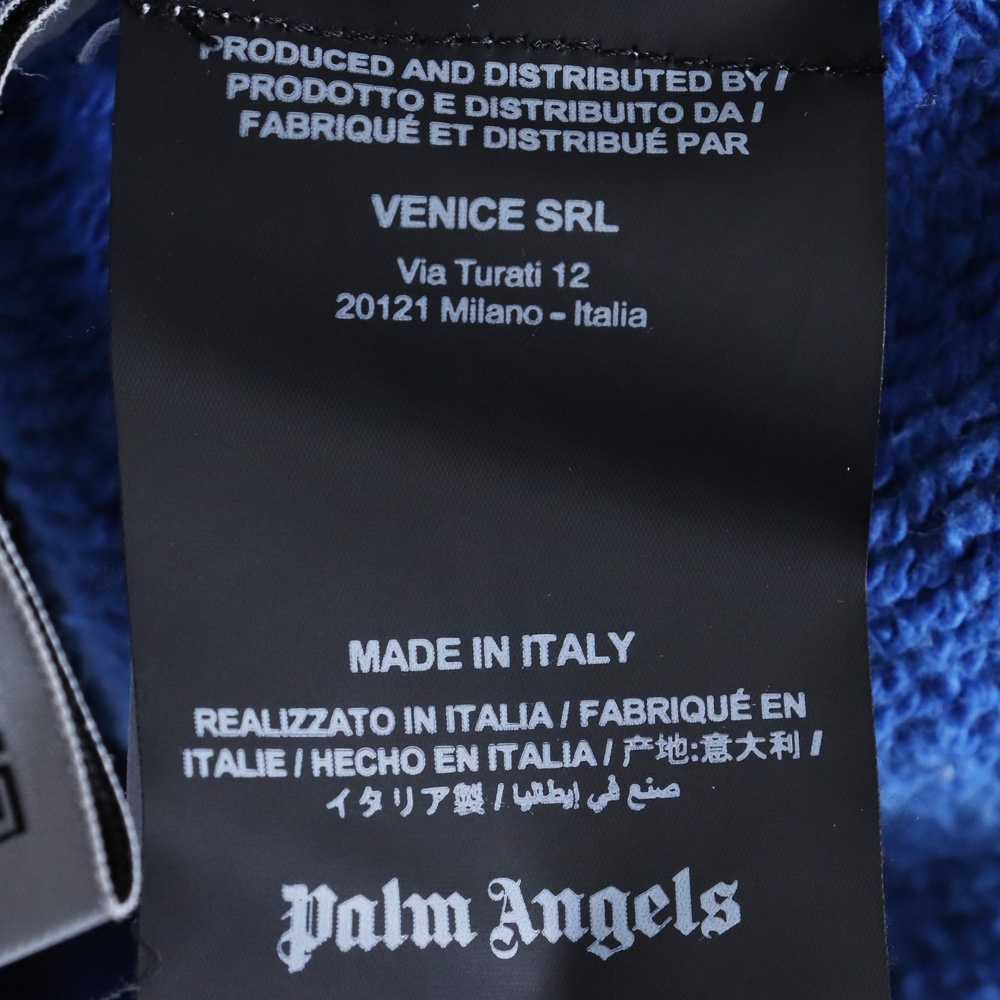 PRODUCED AND DISTRIBUTED BY /
PRODOTTO E DISTRIBUITO DA /
FABRIQUÉ ET DISTRIBUÉ PAR
VENICE SRL
Via Turati 12
20121 Milano - Italia
MADE IN ITALY
REALIZZATO IN ITALIA / FABRIQUÉ EN
ITALIE / HECHO EN ITALIA / 产地:意大利 /
イタリア製 / صنع في إيطاليا
Palm Angels